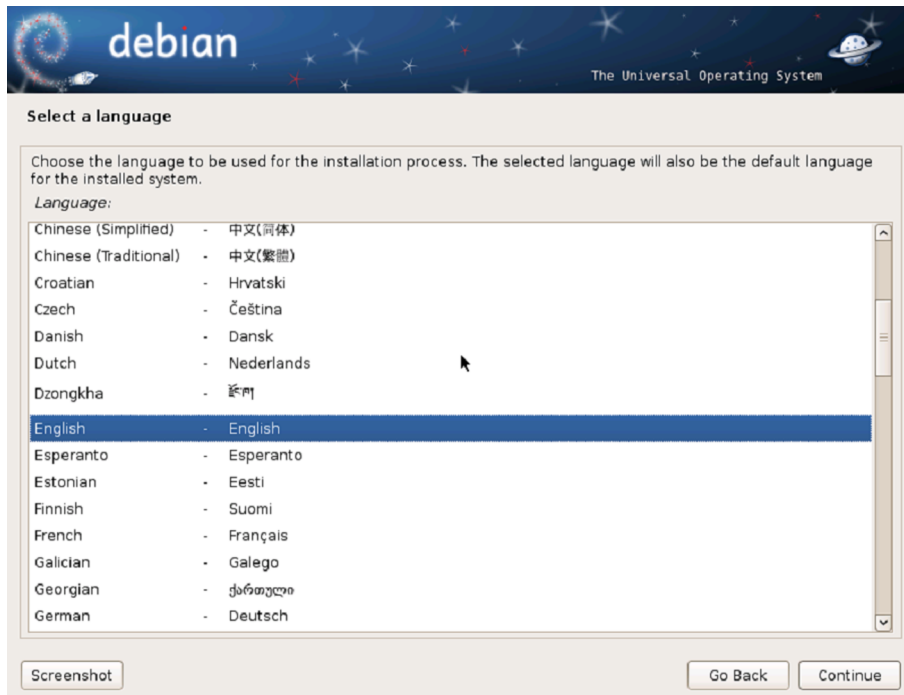 debian
The Universal Operating System
Select a language
Choose the language to be used for the installation process. The selected language will also be the default language
for the installed system.
Language:
Chinese (Simplified) - 中文(简体)
Chinese (Traditional) - 中文(繁體)
Croatian - Hrvatski
Czech - Čeština
Danish - Dansk
Dutch - Nederlands
Dzongkha - རྫོང་ཁ།
English - English
Esperanto - Esperanto
Estonian - Eesti
Finnish - Suomi
French - Français
Galician - Galego
Georgian - ქართული
German - Deutsch
Screenshot Go Back Continue